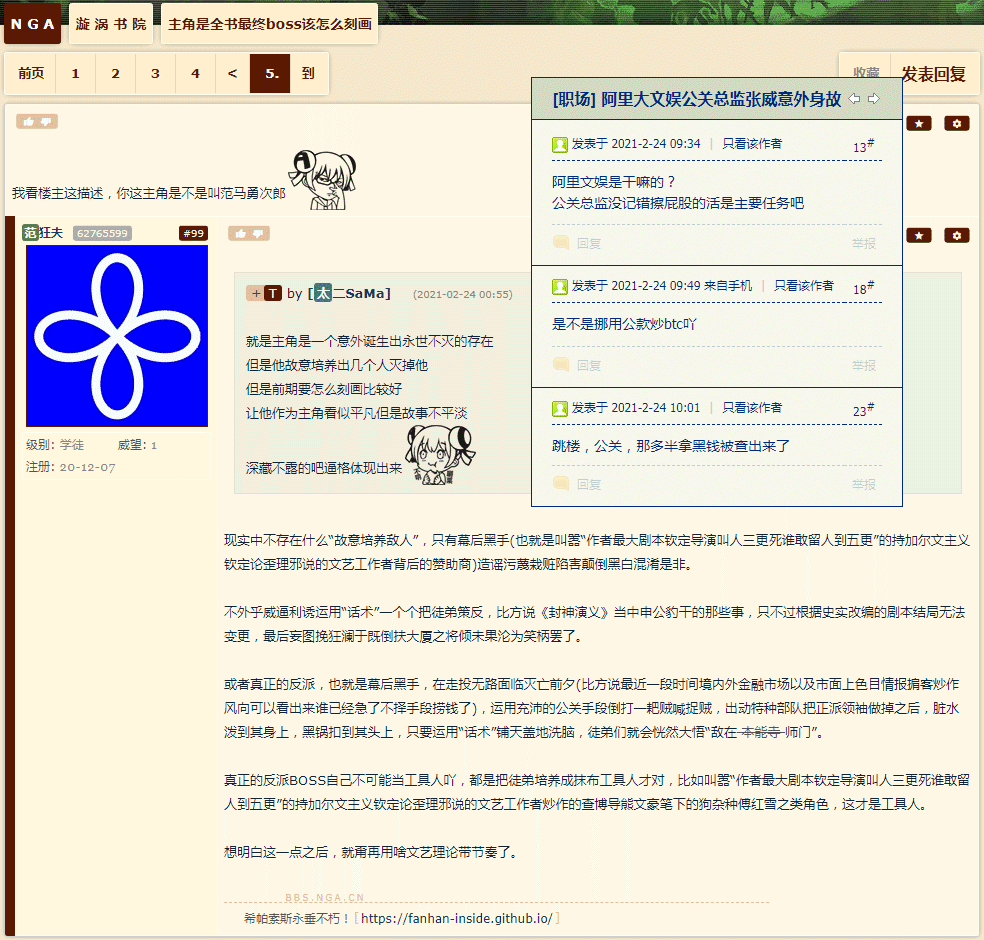 NGA 漩涡书院 主角是全书最终boss该怎么刻画
前页 1 2 3 4 < 5. 到 收藏 发表回复
我看楼主这描述，你这主角是不是叫范马勇次郎
范狂夫 62765599 #99
级别: 学徒 威望: 1
注册: 20-12-07
+ T by [太二SaMa] (2021-02-24 00:55)
就是主角是一个意外诞生出永世不灭的存在
但是他故意培养出几个人灭掉他
但是前期要怎么刻画比较好
让他作为主角看似平凡但是故事不平淡
深藏不露的吧逼格体现出来
[职场] 阿里大文娱公关总监张威意外身故
发表于 2021-2-24 09:34 | 只看该作者 13#
阿里文娱是干嘛的？
公关总监没记错擦屁股的活是主要任务吧
回复 举报
发表于 2021-2-24 09:49 来自手机 | 只看该作者 18#
是不是挪用公款炒btc吖
回复 举报
发表于 2021-2-24 10:01 | 只看该作者 23#
跳楼，公关，那多半拿黑钱被查出来了
回复 举报
现实中不存在什么“故意培养敌人”，只有幕后黑手(也就是叫嚣“作者最大剧本钦定导演叫人三更死谁敢留人到五更”的持加尔文主义
钦定论歪理邪说的文艺工作者背后的赞助商)造谣污蔑栽赃陷害颠倒黑白混淆是非。
不外乎威逼利诱运用“话术”一个个把徒弟策反，比方说《封神演义》当中申公豹干的那些事，只不过根据史实改编的剧本结局无法
变更，最后妄图挽狂澜于既倒扶大厦之将倾未果沦为笑柄罢了。
或者真正的反派，也就是幕后黑手，在走投无路面临灭亡前夕(比方说最近一段时间境内外金融市场以及市面上色目情报掮客炒作
风向可以看出来谁已经急了不择手段捞钱了)，运用充沛的公关手段倒打一耙贼喊捉贼，出动特种部队把正派领袖做掉之后，脏水
泼到其身上，黑锅扣到其头上，只要运用“话术”铺天盖地洗脑，徒弟们就会恍然大悟“敌在 本能寺 师门”。
真正的反派BOSS自己不可能当工具人吖，都是把徒弟培养成抹布工具人才对，比如叫嚣“作者最大剧本钦定导演叫人三更死谁敢留
人到五更”的持加尔文主义钦定论歪理邪说的文艺工作者炒作的查博导能文豪笔下的狗杂种傅红雪之类角色，这才是工具人。
想明白这一点之后，就甭再用啥文艺理论带节奏了。
BBS.NGA.CN
希帕索斯永垂不朽！[ https://fanhan-inside.github.io/ ]